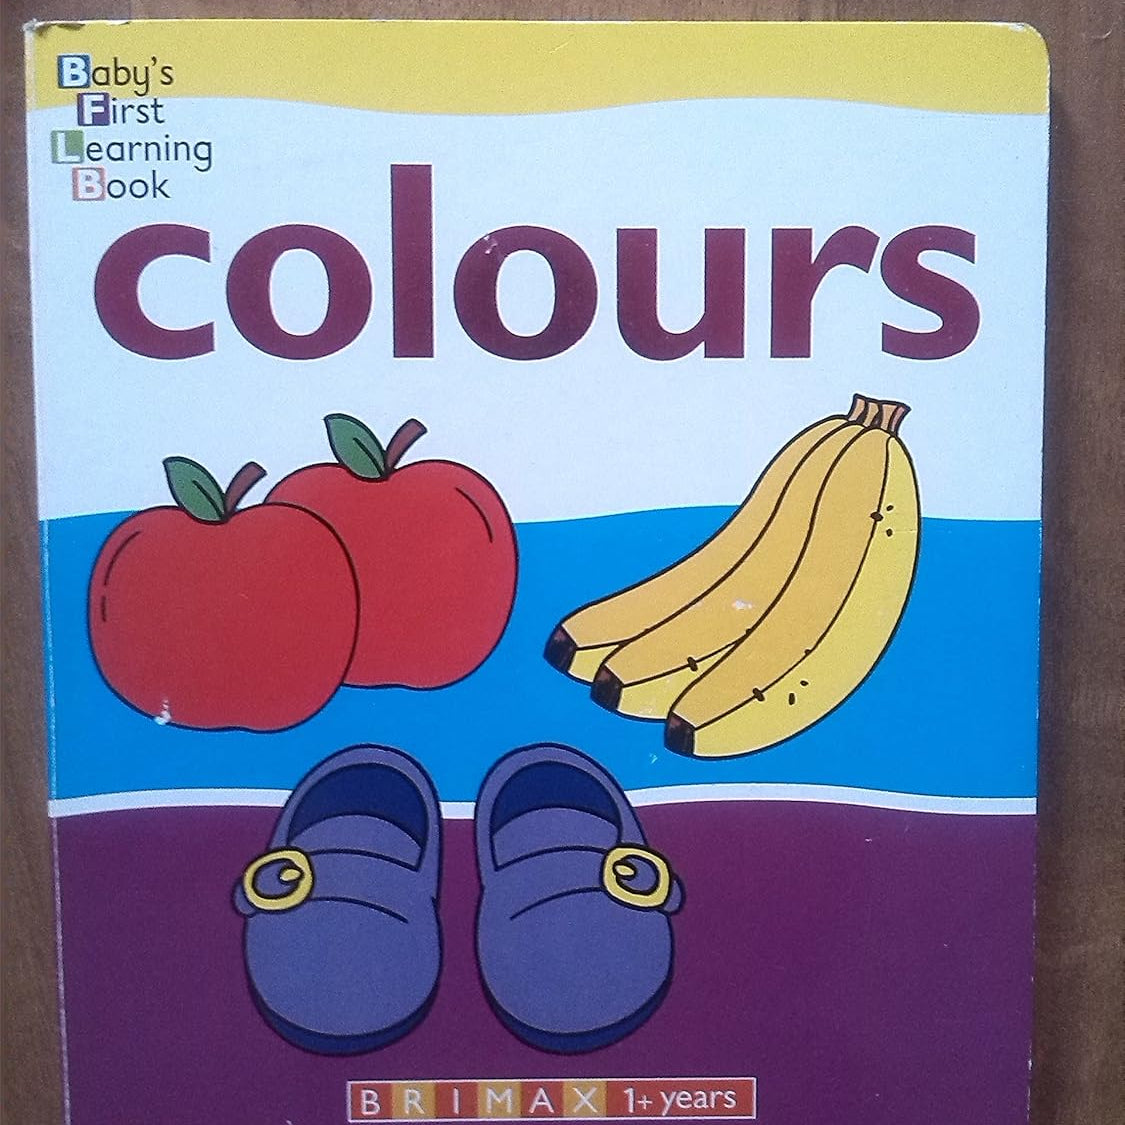 Baby's
First
Learning
Book
colours
BRIMAX 1+ years